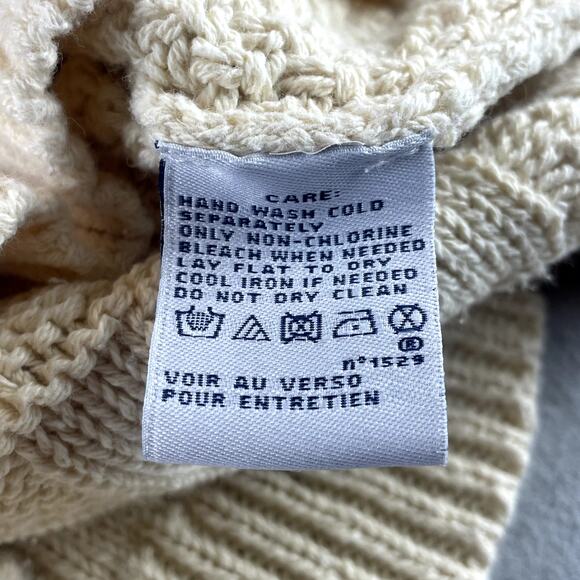 CARE:
HAND WASH COLD
SEPARATELY
ONLY NON-CHLORINE
BLEACH WHEN NEEDED
LAY FLAT TO DRY
COOL IRON IF NEEDED
DO NOT DRY CLEAN
®
n°1529
VOIR AU VERSO
POUR ENTRETIEN